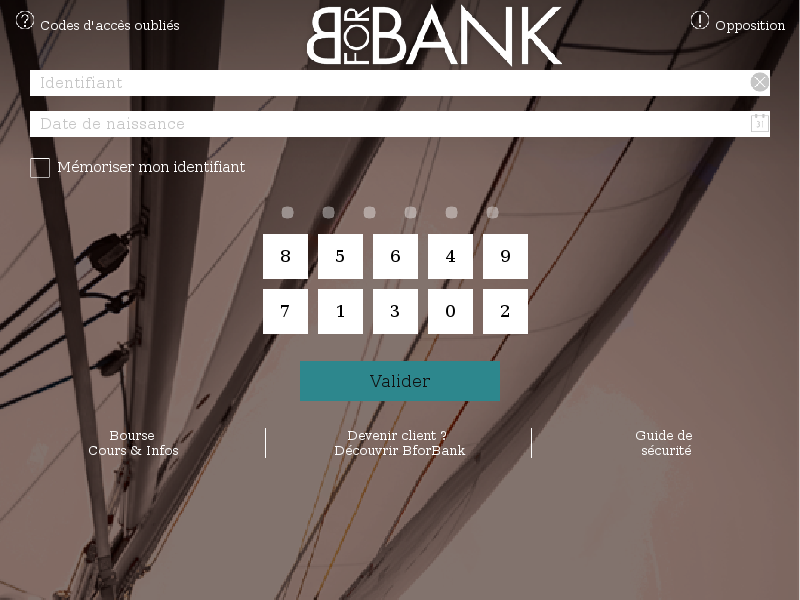 Codes d'accès oubliés
BFORBANK
Opposition
Identifiant
Date de naissance
31
Mémoriser mon identifiant
8 5 6 4 9
7 1 3 0 2
Valider
Bourse
Cours & Infos
Devenir client ?
Découvrir BforBank
Guide de
sécurité